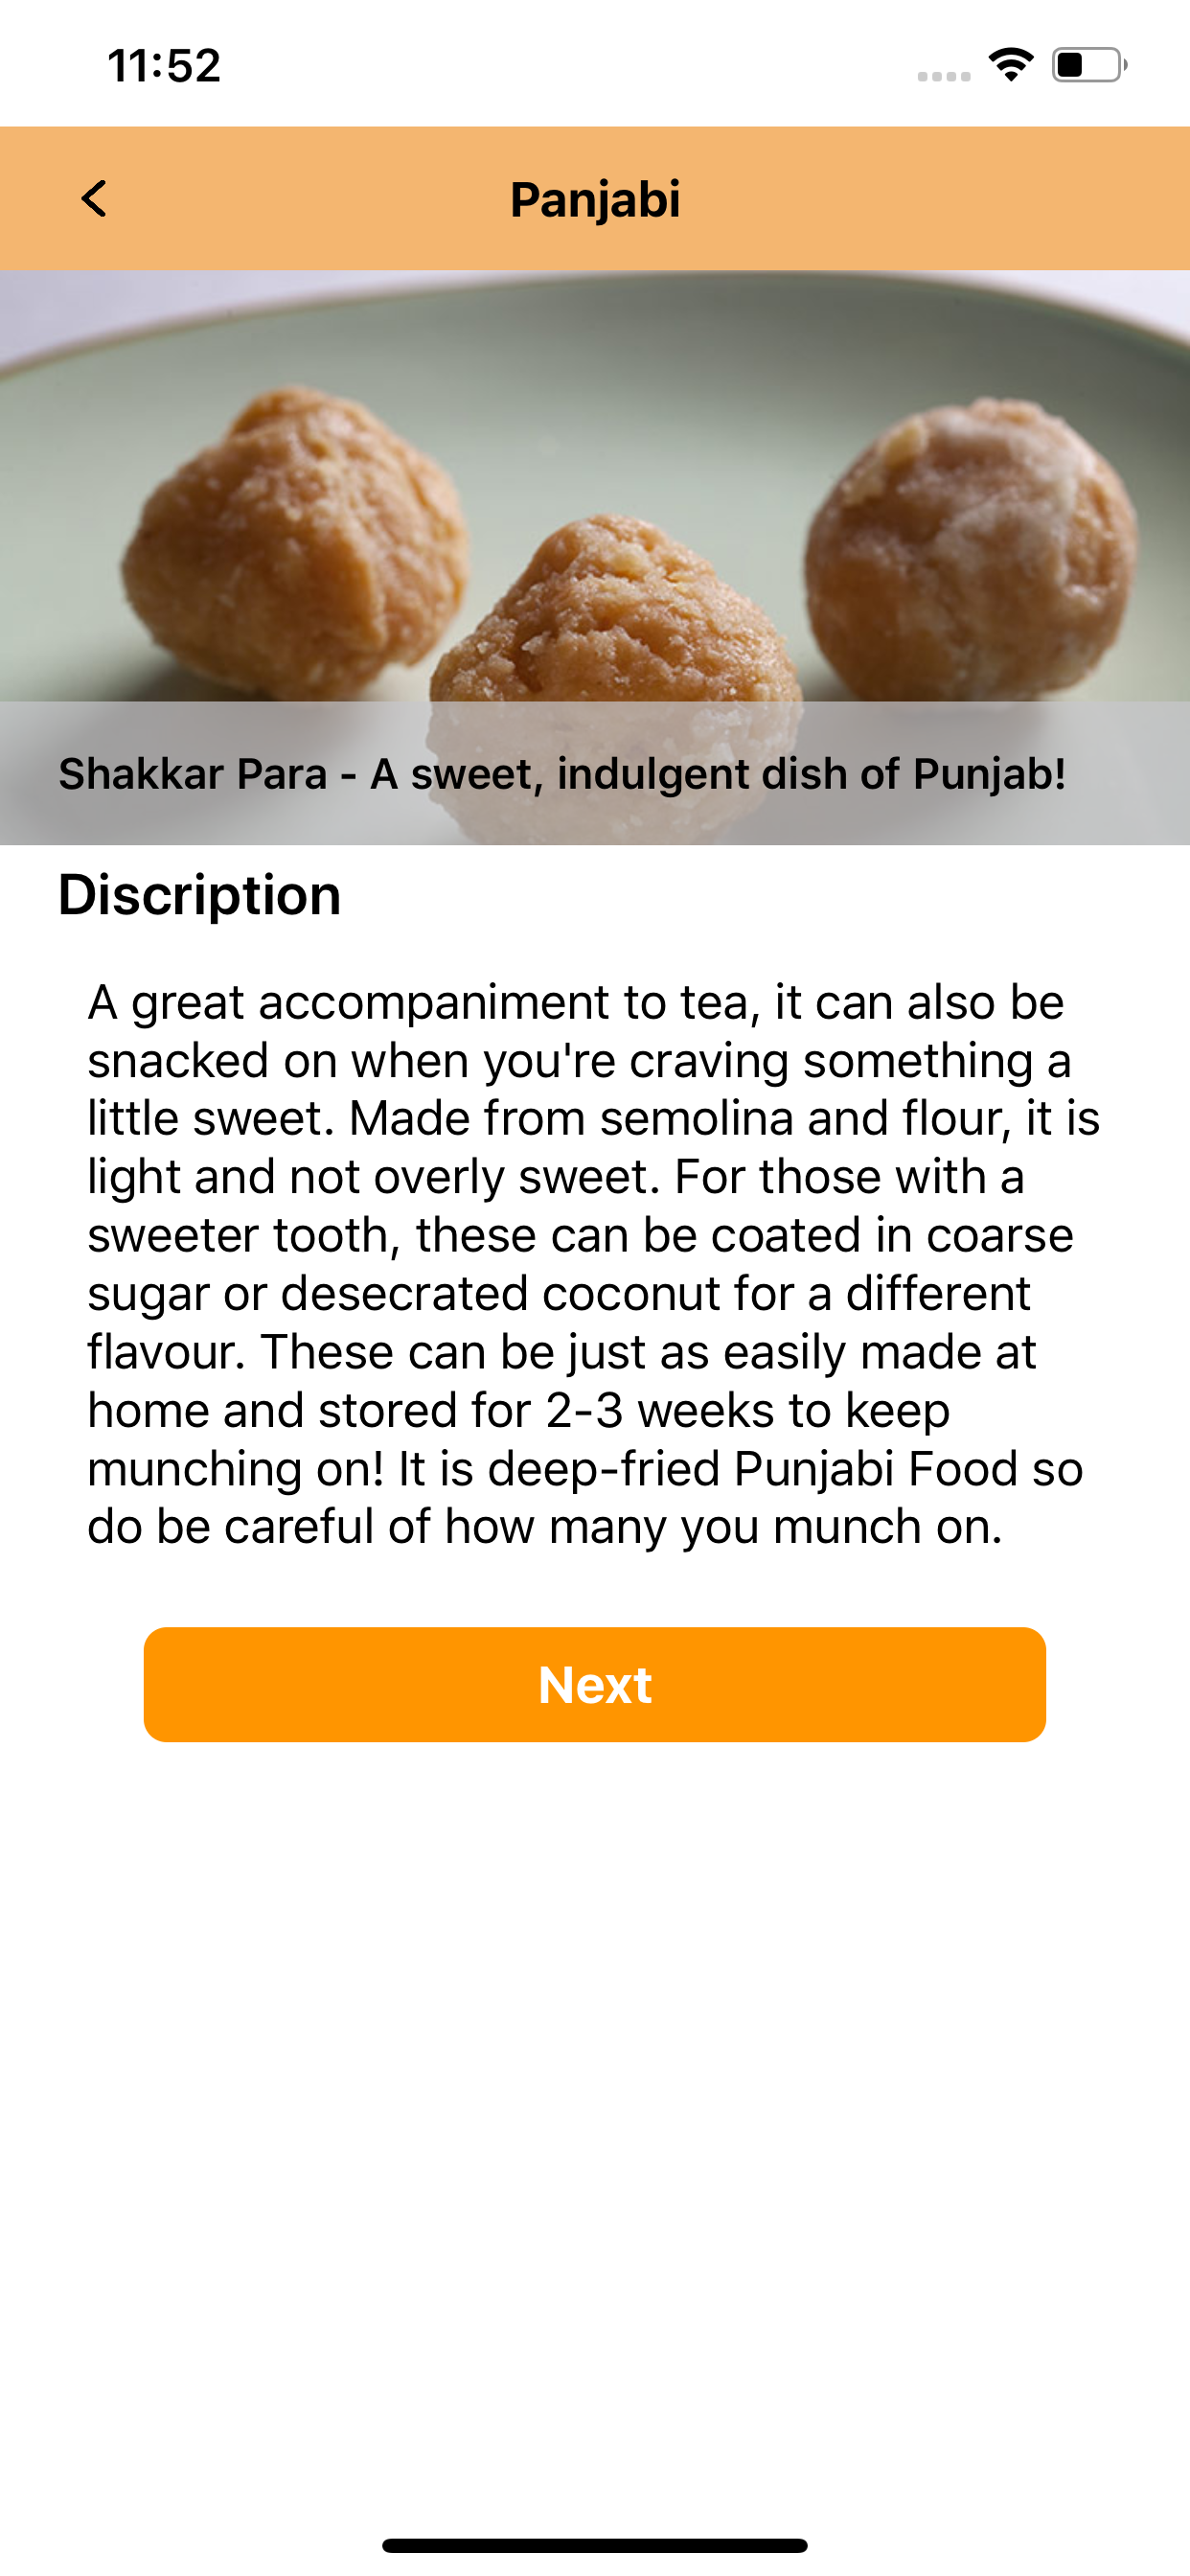 11:52
Panjabi
Shakkar Para - A sweet, indulgent dish of Punjab!
Discription
A great accompaniment to tea, it can also be
snacked on when you're craving something a
little sweet. Made from semolina and flour, it is
light and not overly sweet. For those with a
sweeter tooth, these can be coated in coarse
sugar or desecrated coconut for a different
flavour. These can be just as easily made at
home and stored for 2-3 weeks to keep
munching on! It is deep-fried Punjabi Food so
do be careful of how many you munch on.
Next